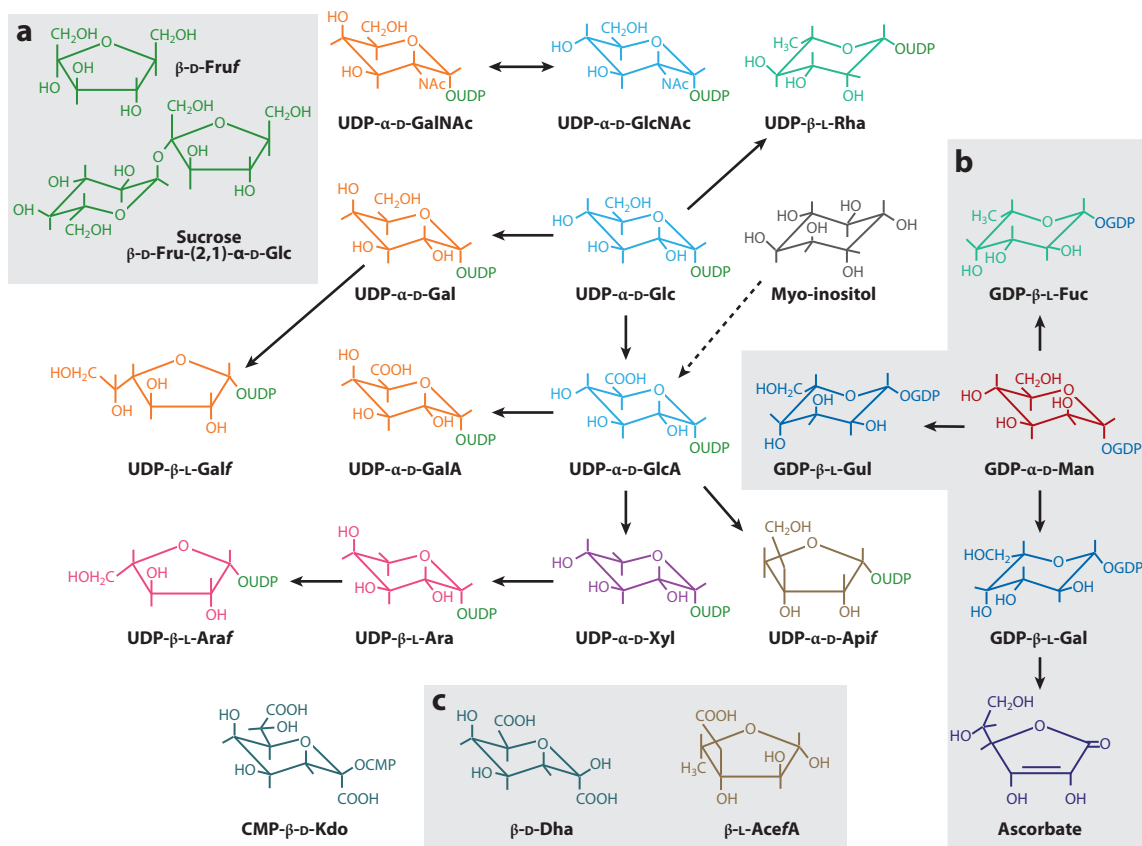 a
CH₂OH
O
CH₂OH
OH
OH
HO
β-D-Fruf
CH₂OH
O
CH₂OH
O
OH
OH
HO
OH
HO
OH
HO
O
CH₂OH
Sucrose
β-D-Fru-(2,1)-α-D-Glc
HO
CH₂OH
O
HO
NAc
OUDP
UDP-α-D-GalNAc
CH₂OH
HO
O
HO
NAc
OUDP
UDP-α-D-GlcNAc
H₃C
O
OUDP
HO
HO
OH
UDP-β-L-Rha
HO
CH₂OH
O
HO
OH
OUDP
UDP-α-D-Gal
CH₂OH
HO
O
HO
OH
OUDP
UDP-α-D-Glc
HO
OH
HO
OH
HO
OH
Myo-inositol
b
H₃C
O
OGDP
HO
HO
OH
GDP-β-L-Fuc
HOH₂C
O
OH
OH
OH
OUDP
UDP-β-L-Galf
HO
COOH
O
HO
OH
OUDP
UDP-α-D-GalA
COOH
HO
O
HO
OH
OUDP
UDP-α-D-GlcA
HOH₂C
O
OGDP
OH
OH
HO
GDP-β-L-Gul
CH₂OH
HO
O
OH
HO
OGDP
GDP-α-D-Man
O
HOH₂C
OH
OH
OUDP
UDP-β-L-Araf
HO
O
HO
OH
OUDP
UDP-β-L-Ara
HO
O
HO
OH
OUDP
UDP-α-D-Xyl
CH₂OH
O
OUDP
OH
OH
UDP-α-D-Apif
HOH₂C
O
OGDP
HO
OH
HO
GDP-β-L-Gal
COOH
OH
HO
O
HO
OCMP
COOH
CMP-β-D-Kdo
c
COOH
HO
O
OH
HO
COOH
β-D-Dha
COOH
O
H₃C
HO
OH
OH
β-L-AcefA
CH₂OH
HO
O
O
OH
OH
Ascorbate